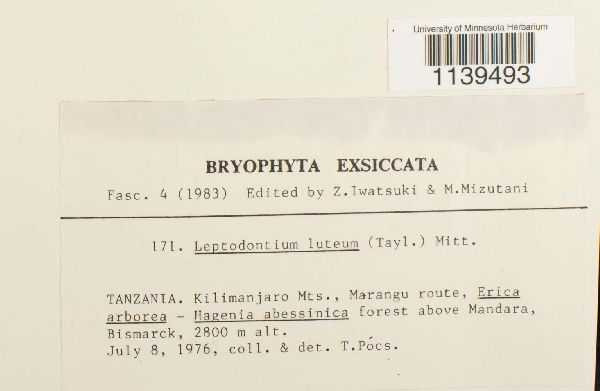 University of Minnesota Herbarium
1139493
BRYOPHYTA EXSICCATA
Fasc. 4 (1983) Edited by Z.Iwatsuki & M.Mizutani
171. Leptodontium luteum (Tayl.) Mitt.
TANZANIA. Kilimanjaro Mts., Marangu route, Erica
arborea - Hagenia abessinica forest above Mandara,
Bismarck, 2800 m alt.
July 8, 1976, coll. & det. T.Pócs.